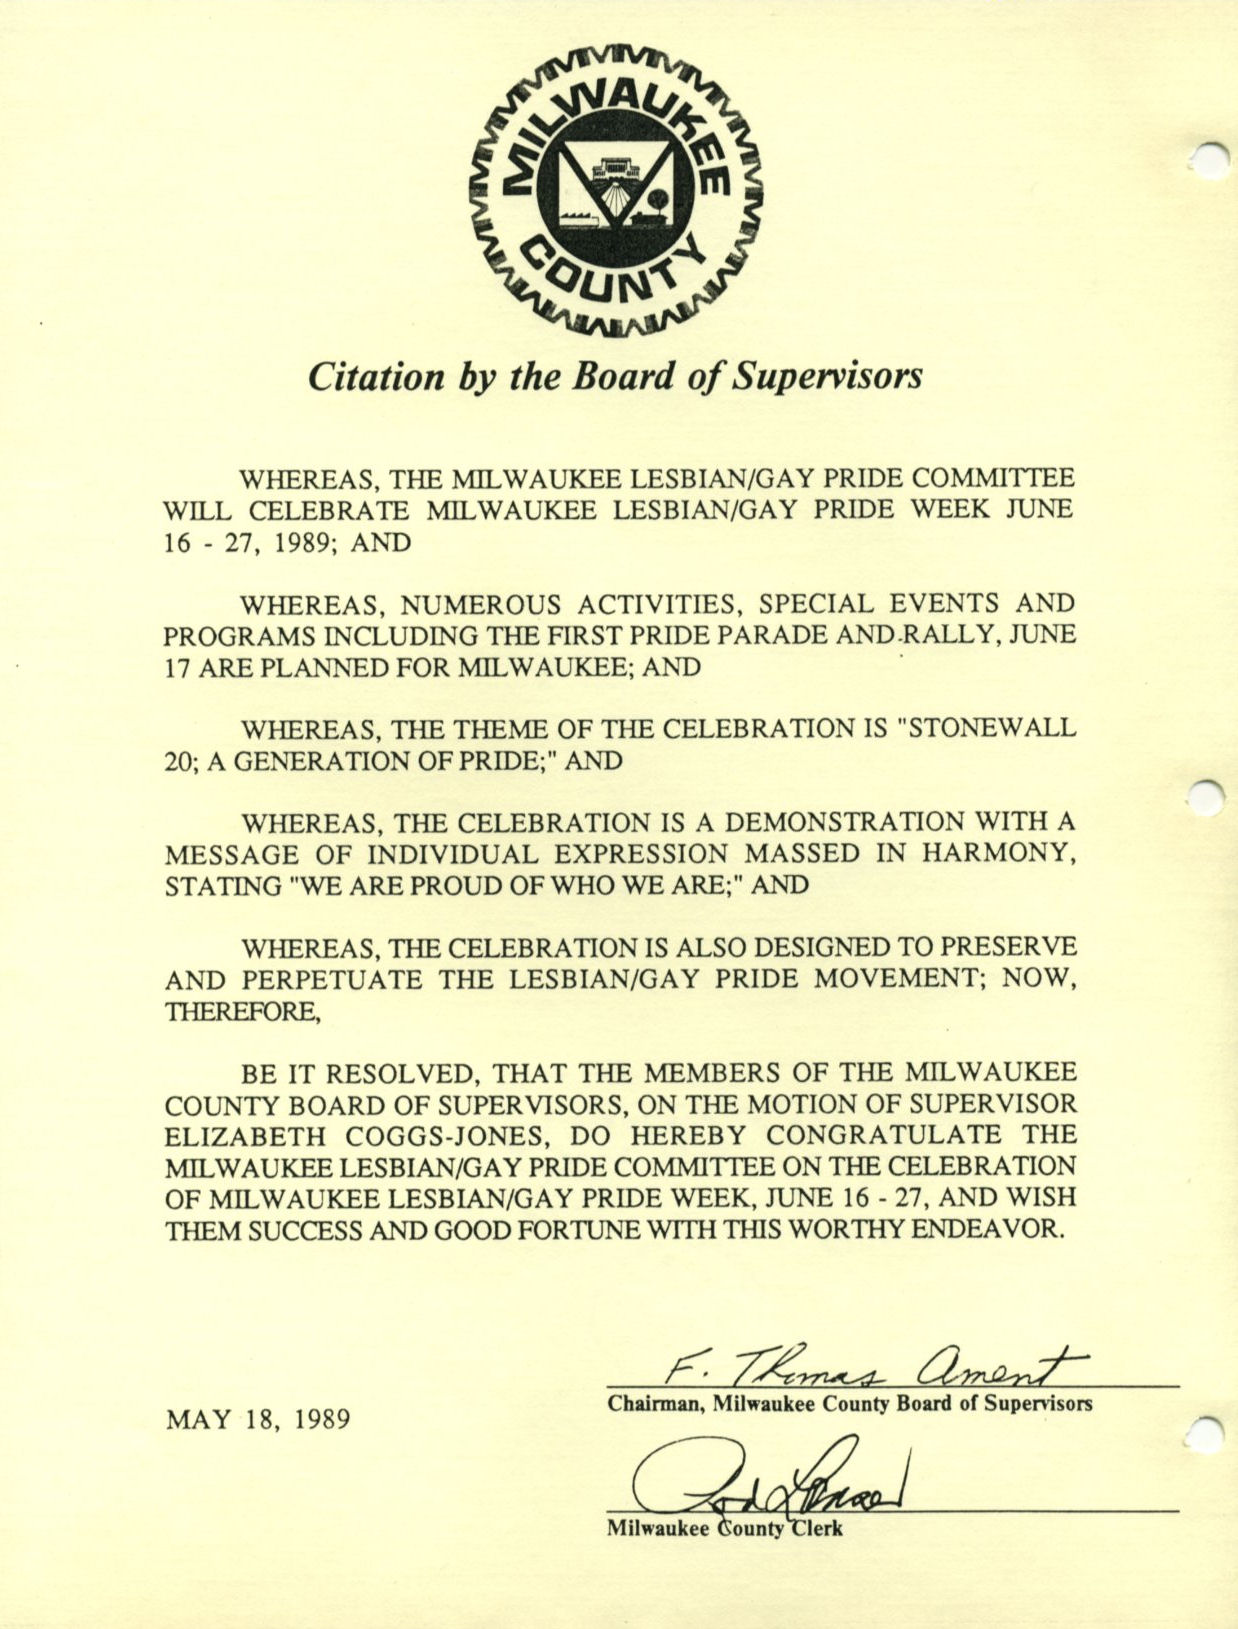 MILWAUKEE
COUNTY
Citation by the Board of Supervisors
WHEREAS, THE MILWAUKEE LESBIAN/GAY PRIDE COMMITTEE
WILL CELEBRATE MILWAUKEE LESBIAN/GAY PRIDE WEEK JUNE
16 - 27, 1989; AND
WHEREAS, NUMEROUS ACTIVITIES, SPECIAL EVENTS AND
PROGRAMS INCLUDING THE FIRST PRIDE PARADE AND RALLY, JUNE
17 ARE PLANNED FOR MILWAUKEE; AND
WHEREAS, THE THEME OF THE CELEBRATION IS "STONEWALL
20; A GENERATION OF PRIDE;" AND
WHEREAS, THE CELEBRATION IS A DEMONSTRATION WITH A
MESSAGE OF INDIVIDUAL EXPRESSION MASSED IN HARMONY,
STATING "WE ARE PROUD OF WHO WE ARE;" AND
WHEREAS, THE CELEBRATION IS ALSO DESIGNED TO PRESERVE
AND PERPETUATE THE LESBIAN/GAY PRIDE MOVEMENT; NOW,
THEREFORE,
BE IT RESOLVED, THAT THE MEMBERS OF THE MILWAUKEE
COUNTY BOARD OF SUPERVISORS, ON THE MOTION OF SUPERVISOR
ELIZABETH COGGS-JONES, DO HEREBY CONGRATULATE THE
MILWAUKEE LESBIAN/GAY PRIDE COMMITTEE ON THE CELEBRATION
OF MILWAUKEE LESBIAN/GAY PRIDE WEEK, JUNE 16 - 27, AND WISH
THEM SUCCESS AND GOOD FORTUNE WITH THIS WORTHY ENDEAVOR.
F. Thomas Ament
Chairman, Milwaukee County Board of Supervisors
MAY 18, 1989
Rod
Milwaukee County Clerk